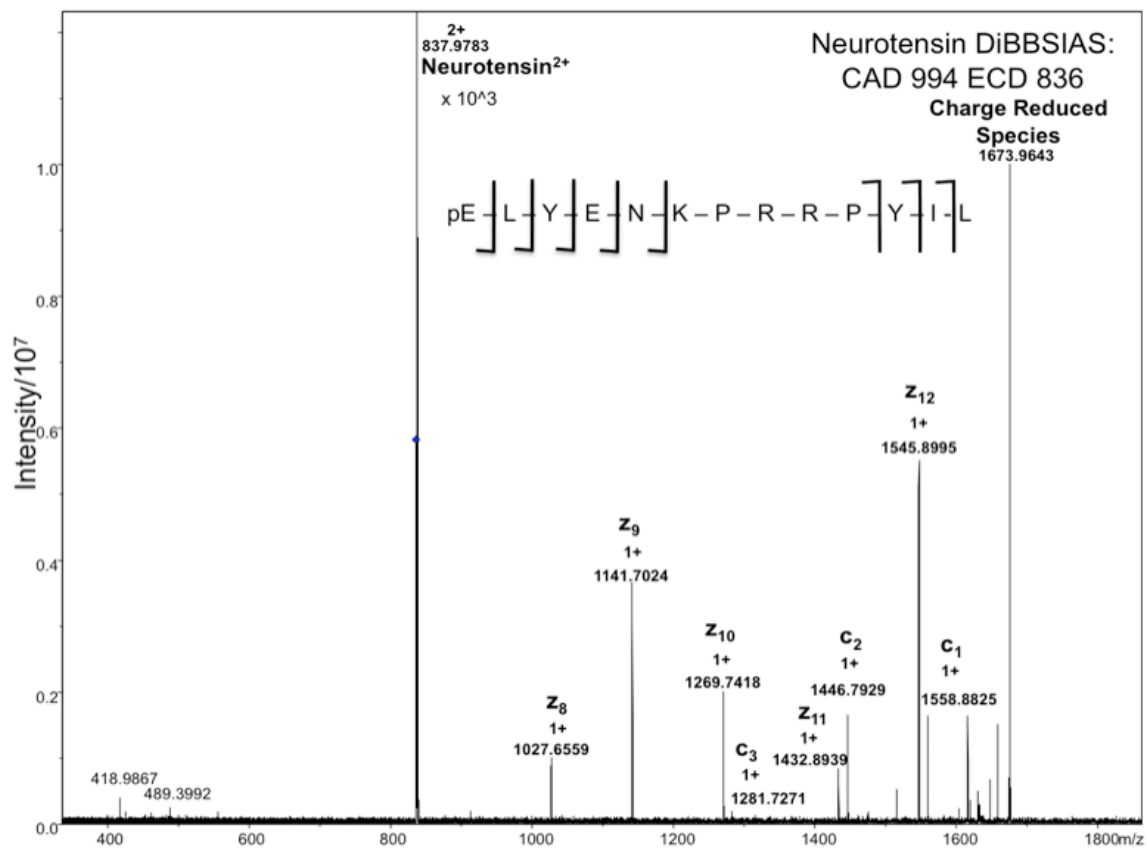 Neurotensin DiBBSIAS:
CAD 994 ECD 836
2+
837.9783
Neurotensin2+
x 10^3
Charge Reduced
Species
1673.9643
pE L Y E N K P R R P Y I L
Intensity/10^7
1.0
0.8
0.6
0.4
0.2
0.0
z12
1+
1545.8995
z9
1+
1141.7024
z10
1+
1269.7418
c2
1+
1446.7929
c1
1+
1558.8825
z8
1+
1027.6559
z11
1+
1432.8939
c3
1+
1281.7271
418.9867
489.3992
400 600 800 1000 1200 1400 1600 1800m/z